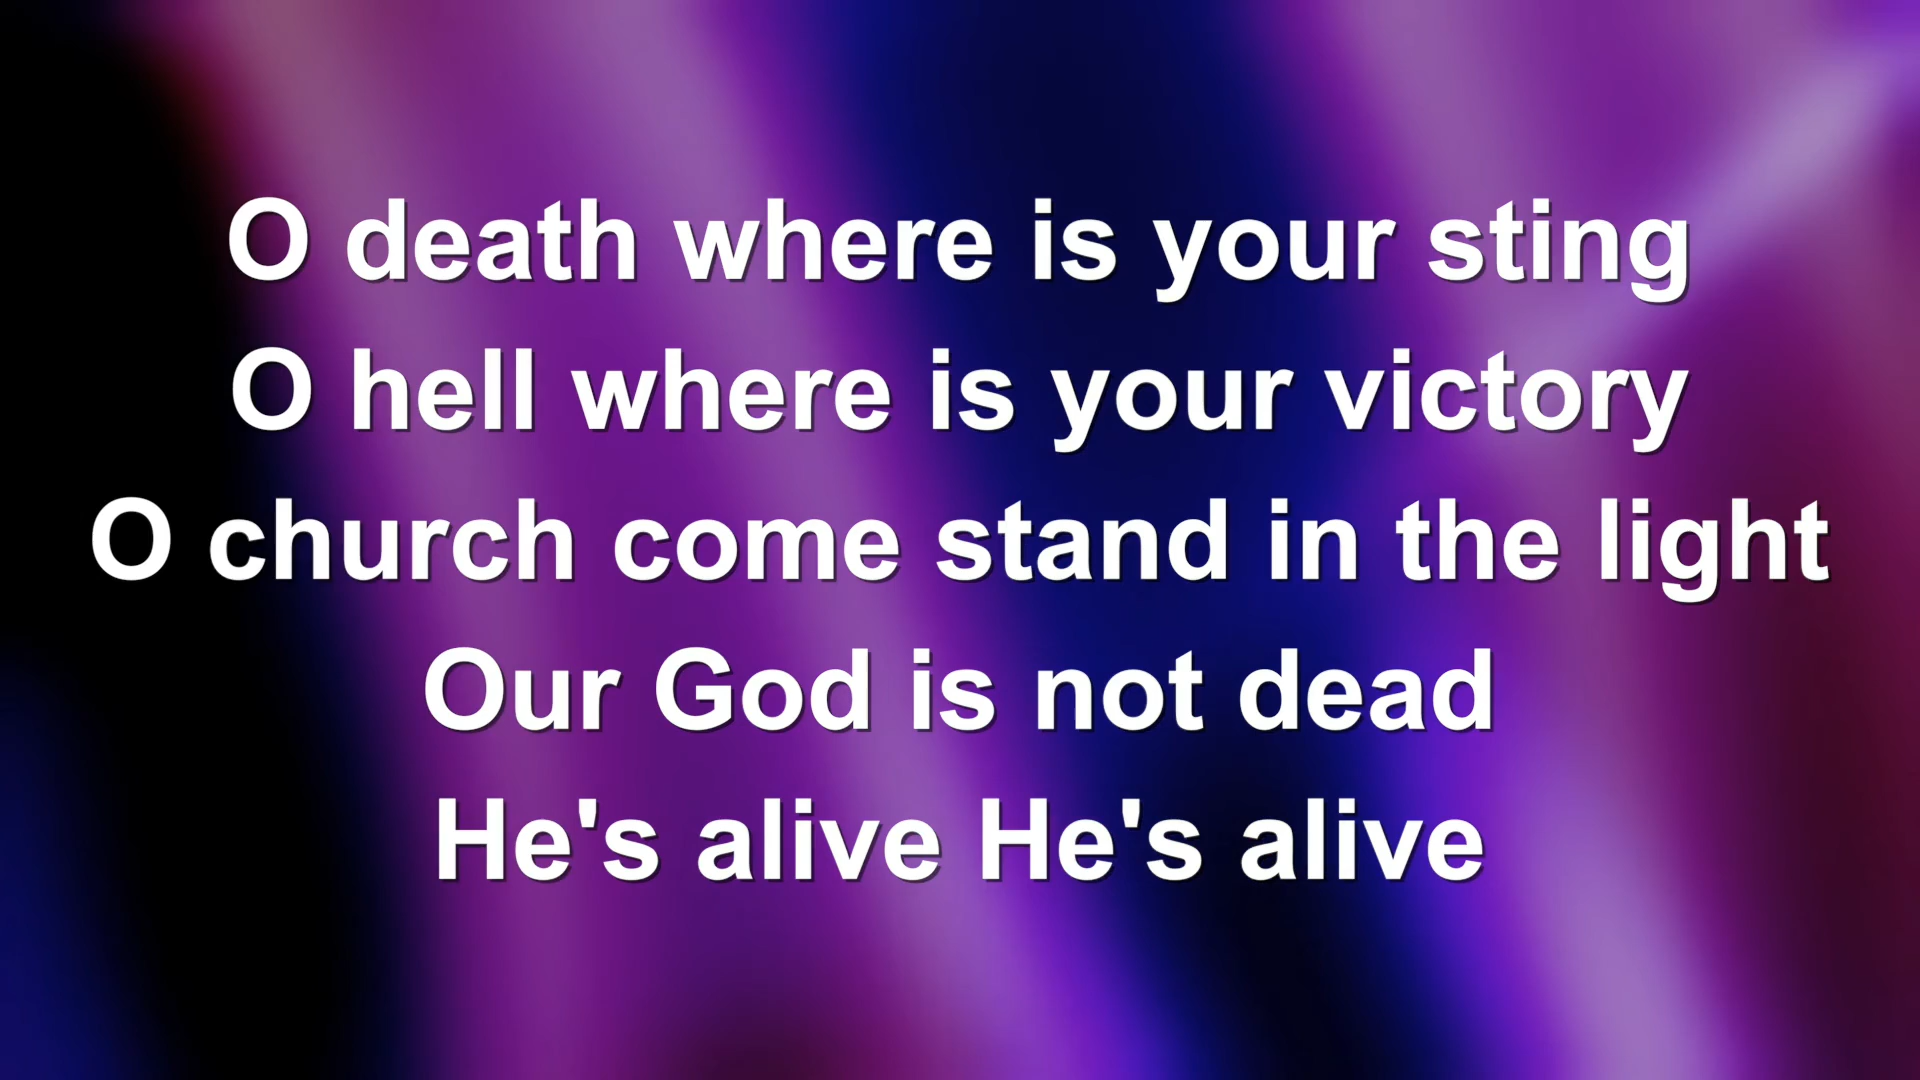 O death where is your sting
O hell where is your victory
O church come stand in the light
Our God is not dead
He's alive He's alive